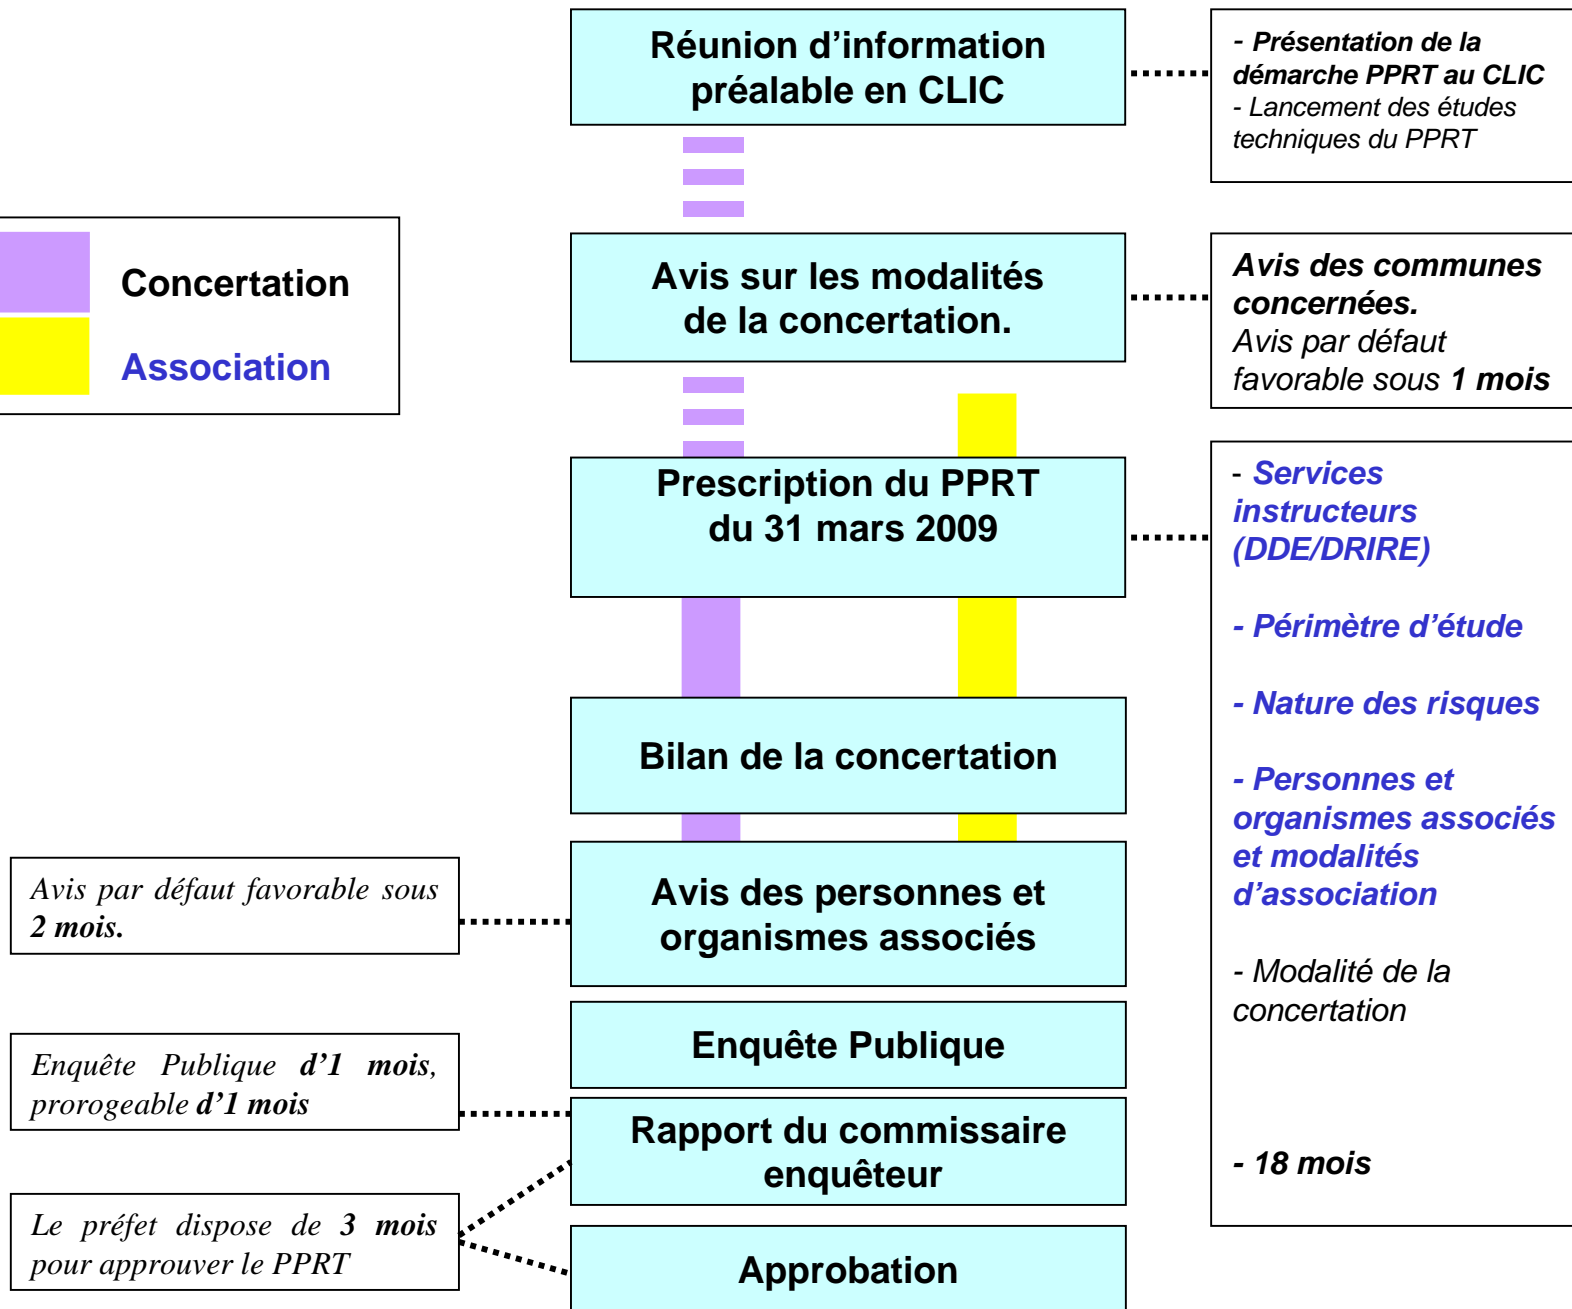 Réunion d’information
préalable en CLIC
- Présentation de la
démarche PPRT au CLIC
- Lancement des études
techniques du PPRT
Concertation
Association
Avis sur les modalités
de la concertation.
Avis des communes
concernées.
Avis par défaut
favorable sous 1 mois
Prescription du PPRT
du 31 mars 2009
- Services
instructeurs
(DDE/DRIRE)
- Périmètre d’étude
- Nature des risques
- Personnes et
organismes associés
et modalités
d’association
- Modalité de la
concertation
- 18 mois
Bilan de la concertation
Avis par défaut favorable sous
2 mois.
Avis des personnes et
organismes associés
Enquête Publique
Enquête Publique d’1 mois,
prorogeable d’1 mois
Rapport du commissaire
enquêteur
Le préfet dispose de 3 mois
pour approuver le PPRT
Approbation